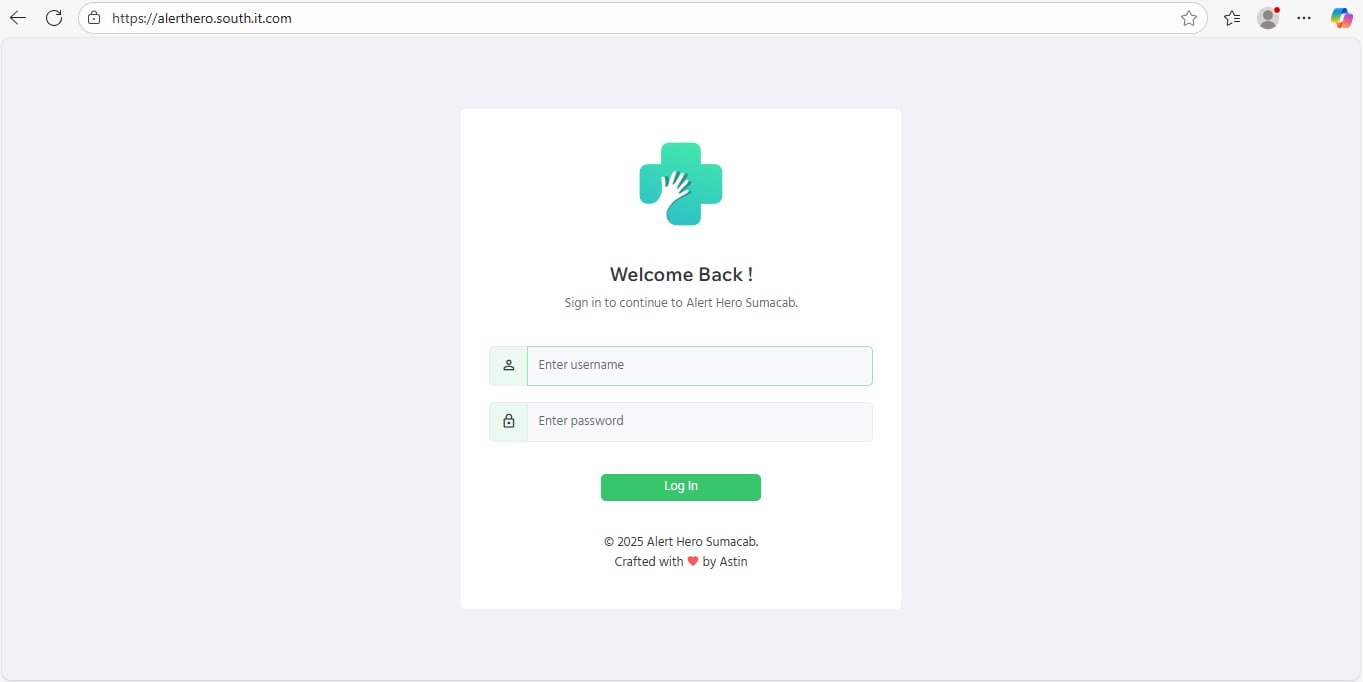 https://alerthero.south.it.com
Welcome Back !
Sign in to continue to Alert Hero Sumacab.
Enter username
Enter password
Log In
© 2025 Alert Hero Sumacab.
Crafted with ❤ by Astin